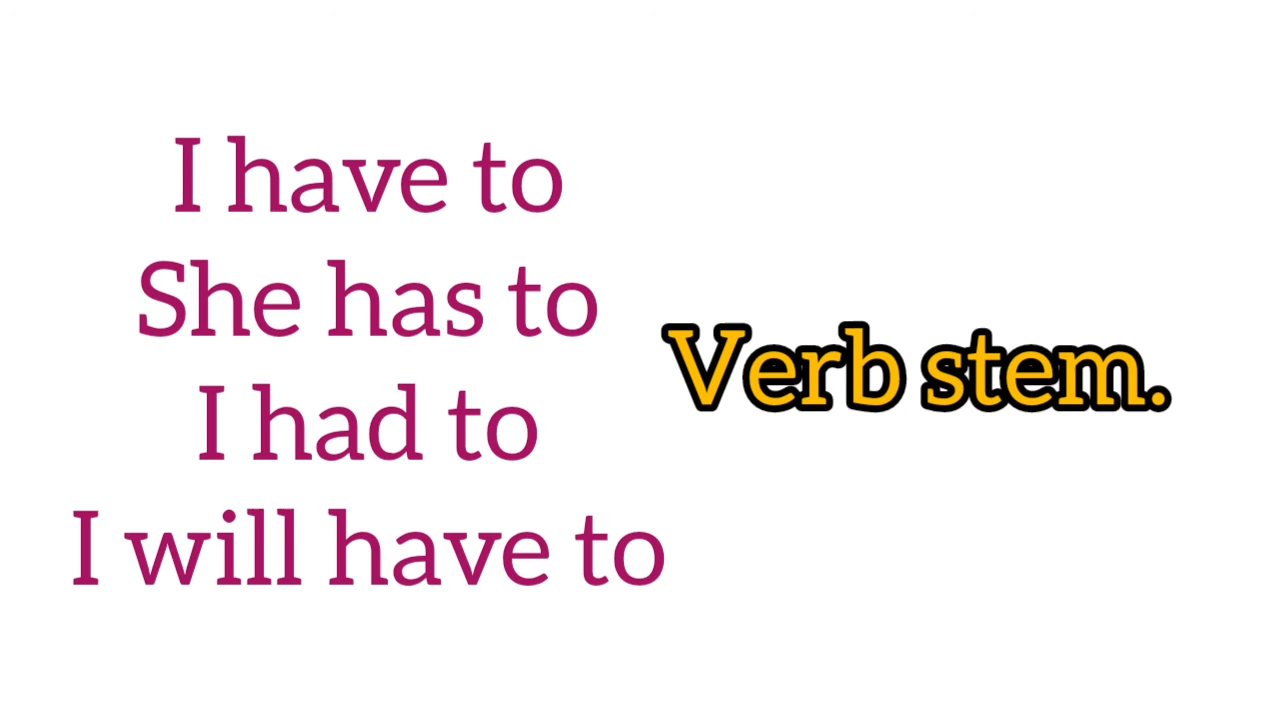 I have to
She has to
Verb stem.
I had to
I will have to